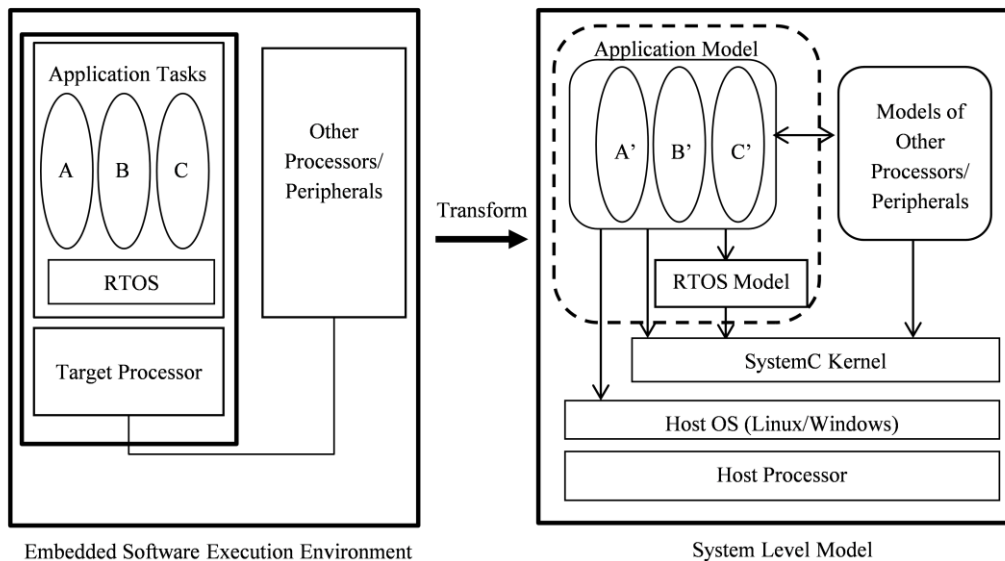 Application Tasks
A B C
RTOS
Target Processor
Other
Processors/
Peripherals
Embedded Software Execution Environment
Transform
Application Model
A’ B’ C’
RTOS Model
Models of
Other
Processors/
Peripherals
SystemC Kernel
Host OS (Linux/Windows)
Host Processor
System Level Model